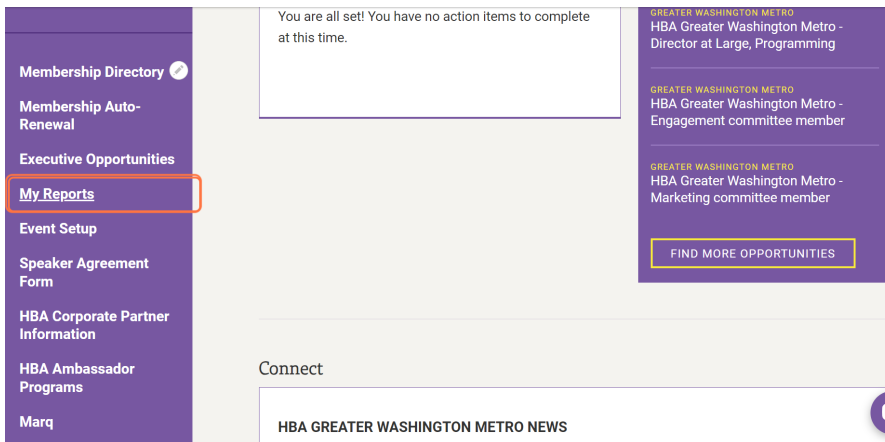 Membership Directory
Membership Auto-
Renewal
Executive Opportunities
My Reports
Event Setup
Speaker Agreement
Form
HBA Corporate Partner
Information
HBA Ambassador
Programs
Marq
You are all set! You have no action items to complete
at this time.
GREATER WASHINGTON METRO
HBA Greater Washington Metro -
Director at Large, Programming
GREATER WASHINGTON METRO
HBA Greater Washington Metro -
Engagement committee member
GREATER WASHINGTON METRO
HBA Greater Washington Metro -
Marketing committee member
FIND MORE OPPORTUNITIES
Connect
HBA GREATER WASHINGTON METRO NEWS